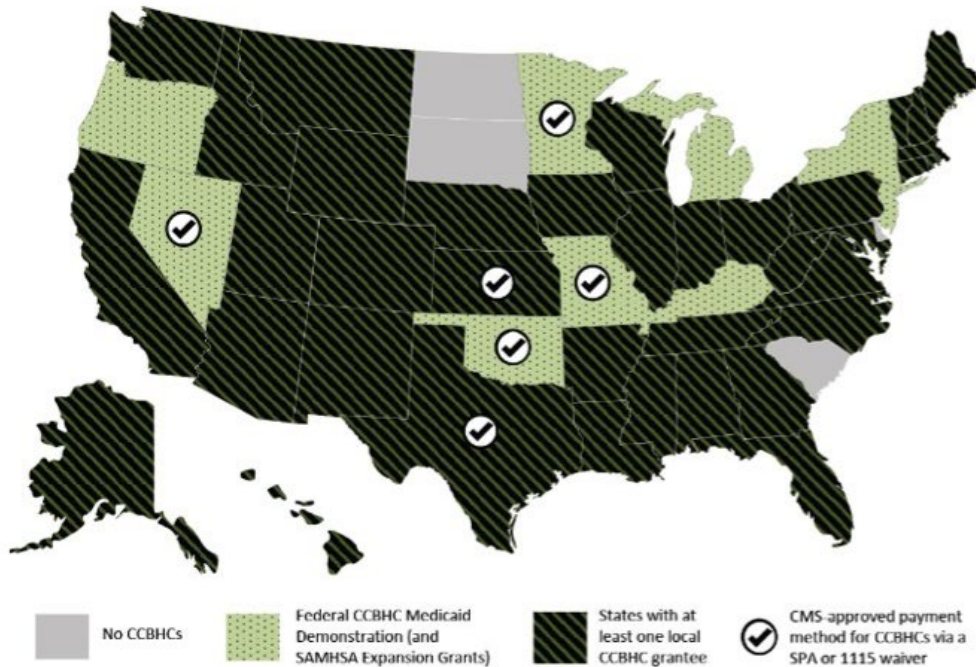 No CCBHCs
Federal CCBHC Medicaid
Demonstration (and
SAMHSA Expansion Grants)
States with at
least one local
CCBHC grantee
CMS-approved payment
method for CCBHCs via a
SPA or 1115 waiver